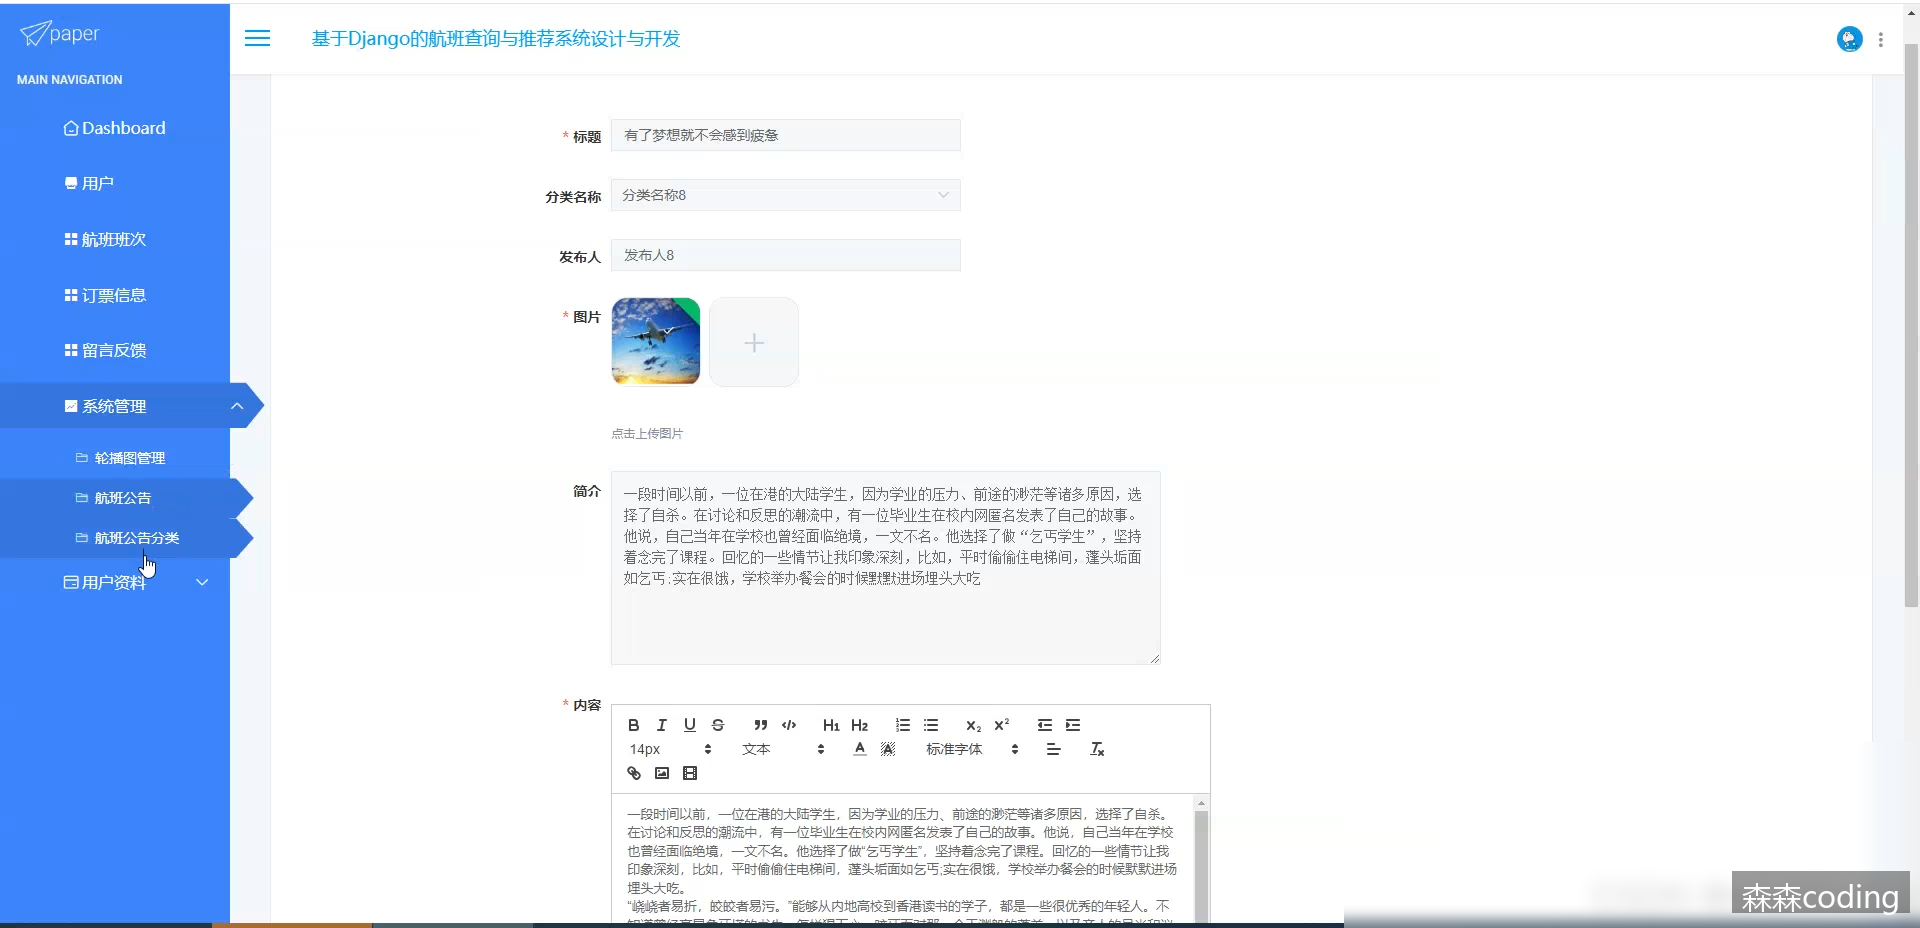 paper
基于Django的航班查询与推荐系统设计与开发
MAIN NAVIGATION
Dashboard
用户
航班班次
订票信息
留言反馈
系统管理
轮播图管理
航班公告
航班公告分类
用户资料
* 标题
有了梦想就不会感到疲惫
分类名称
分类名称8
发布人
发布人8
* 图片
点击上传图片
简介
一段时间以前，一位在港的大陆学生，因为学业的压力、前途的渺茫等诸多原因，选
择了自杀。在讨论和反思的潮流中，有一位毕业生在校内网匿名发表了自己的故事。
他说，自己当年在学校也曾经面临绝境，一文不名。他选择了做“乞丐学生”，坚持
着念完了课程。回忆的一些情节让我印象深刻，比如，平时偷偷住电梯间，蓬头垢面
如乞丐;实在很饿，学校举办餐会的时候默默进场埋头大吃
* 内容
B I U S H1 H2 X2 X2
14px 文本 A A 标准字体
一段时间以前，一位在港的大陆学生，因为学业的压力、前途的渺茫等诸多原因，选择了自杀。
在讨论和反思的潮流中，有一位毕业生在校内网匿名发表了自己的故事。他说，自己当年在学校
也曾经面临绝境，一文不名。他选择了做“乞丐学生”，坚持着念完了课程。回忆的一些情节让我
印象深刻，比如，平时偷偷住电梯间，蓬头垢面如乞丐;实在很饿，学校举办餐会的时候默默进场
埋头大吃。
“峣峣者易折，皎皎者易污。”能够从内地高校到香港读书的学子，都是一些很优秀的年轻人。不
森森coding